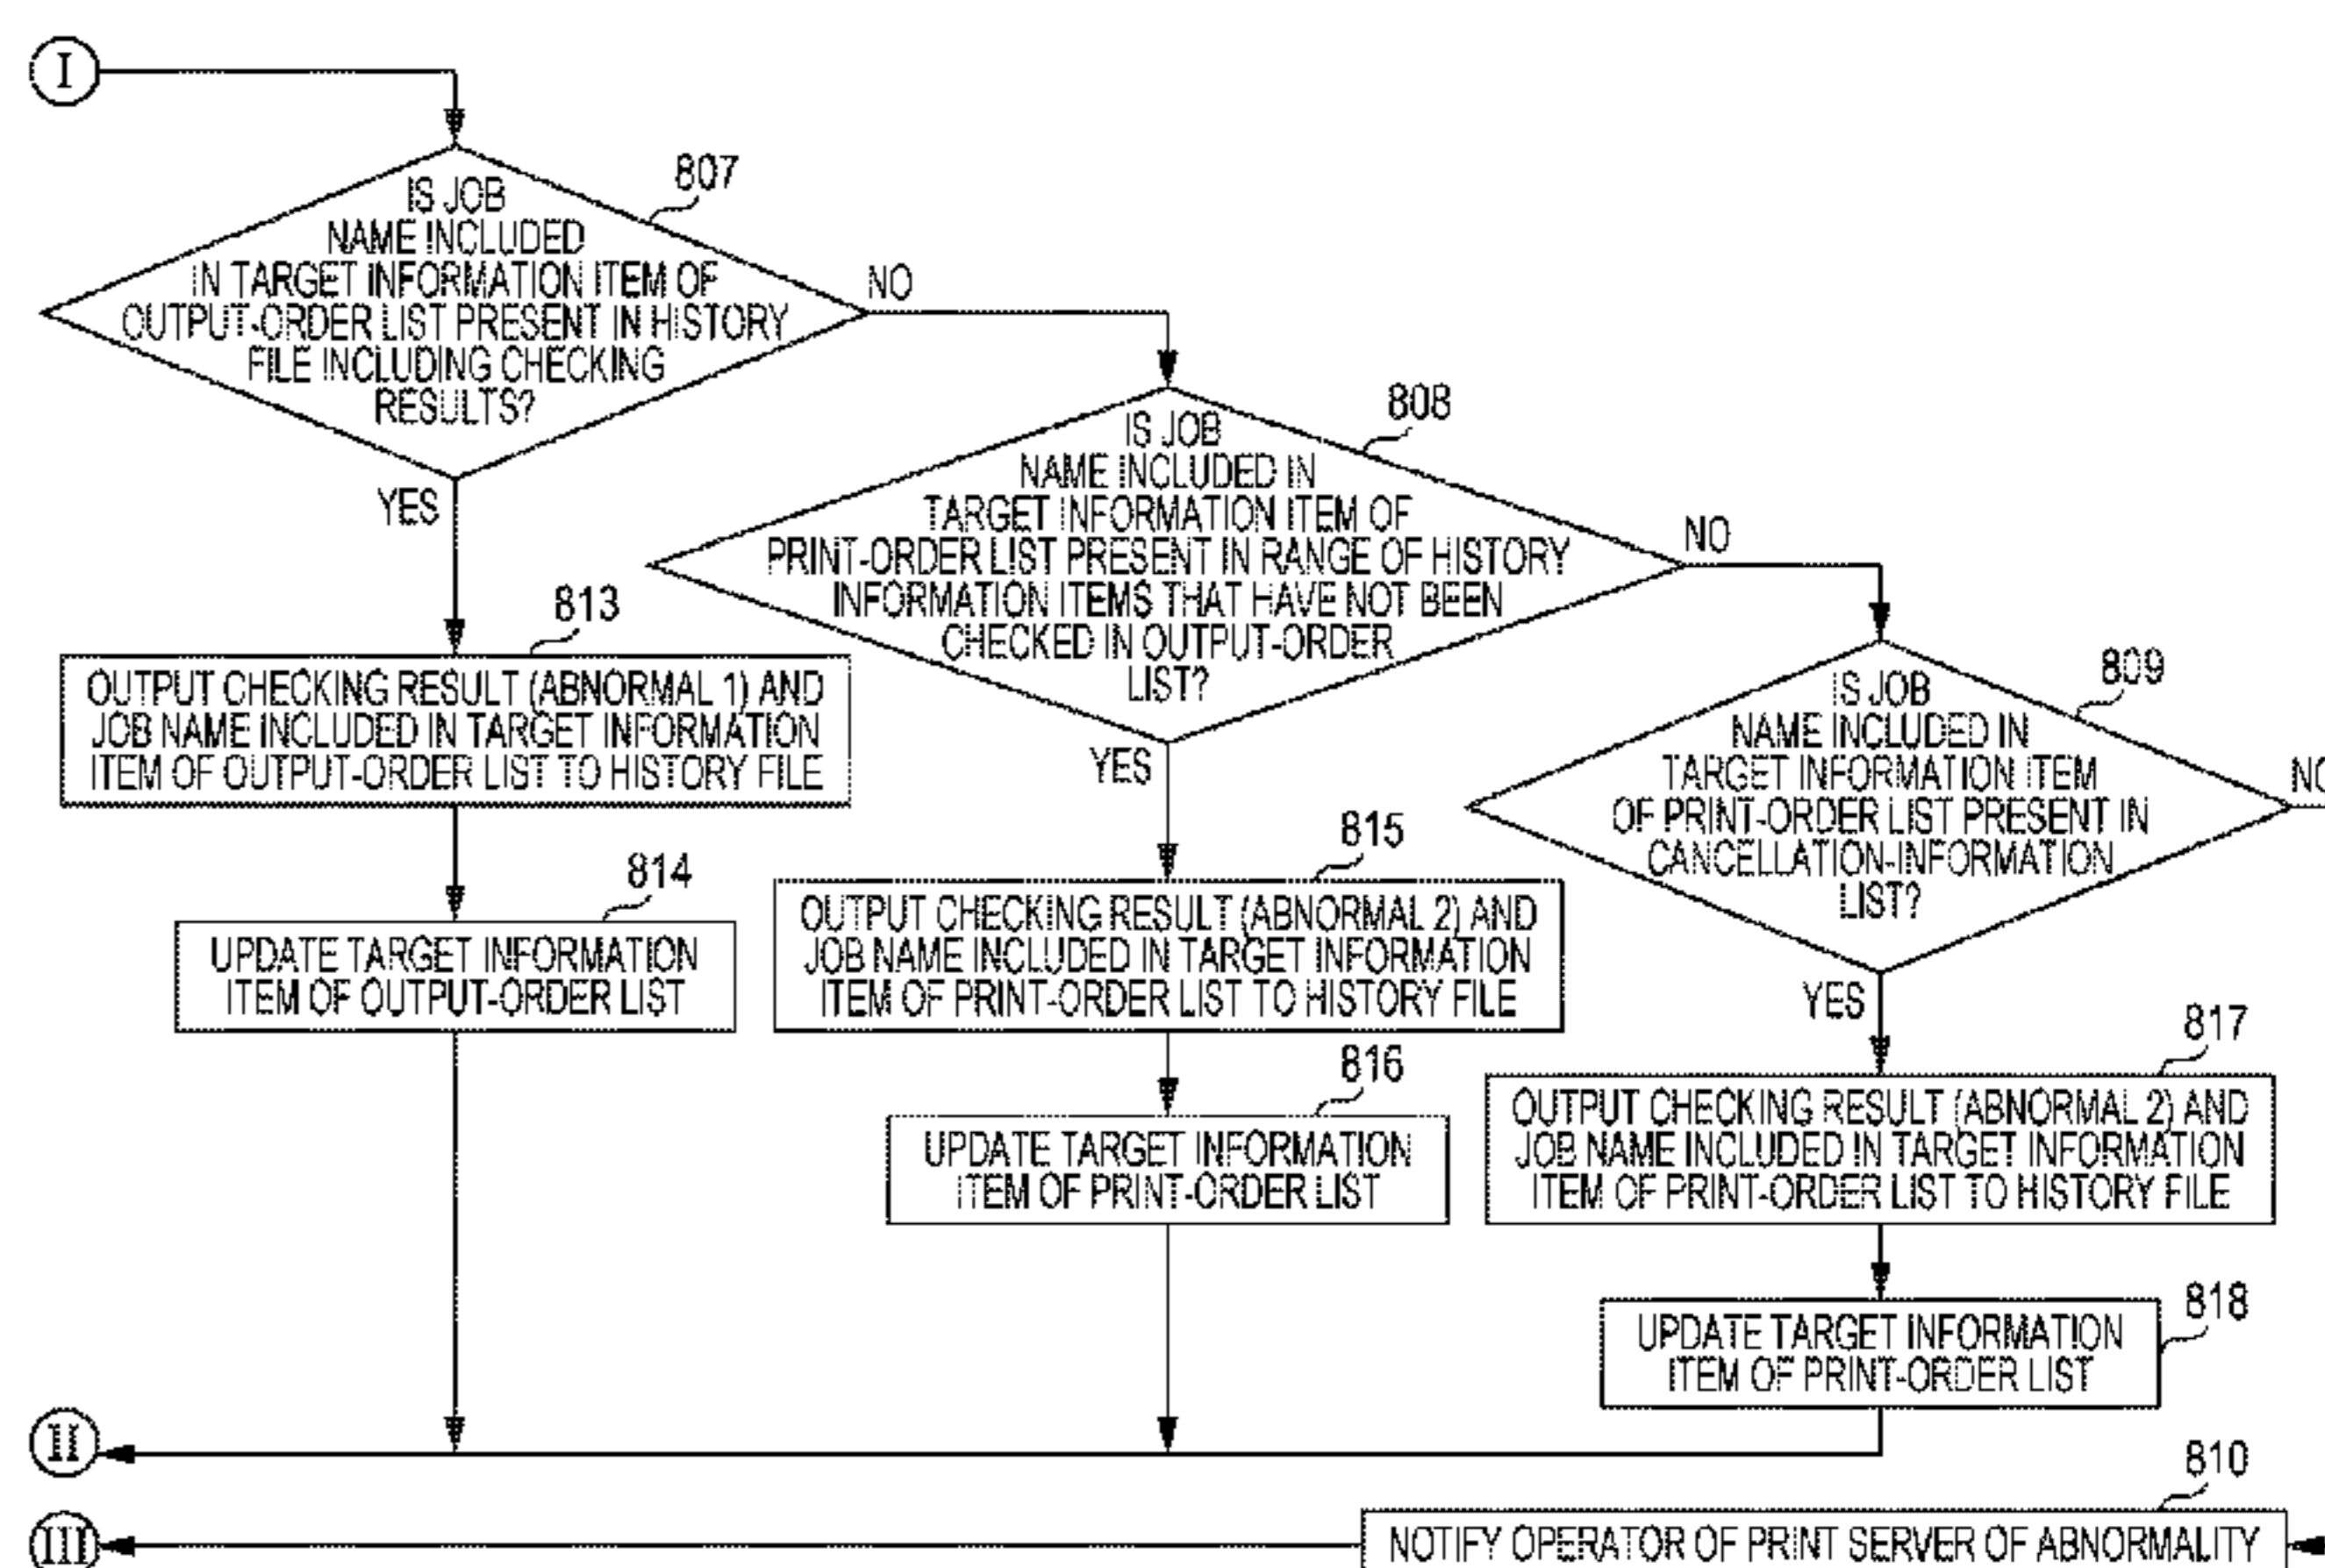 I
807
IS JOB
NAME INCLUDED
IN TARGET INFORMATION ITEM OF
OUTPUT-ORDER LIST PRESENT IN HISTORY
FILE INCLUDING CHECKING
RESULTS?
NO
YES
808
IS JOB
NAME INCLUDED IN
TARGET INFORMATION ITEM OF
PRINT-ORDER LIST PRESENT IN RANGE OF HISTORY
INFORMATION ITEMS THAT HAVE NOT BEEN
CHECKED IN OUTPUT-ORDER
LIST?
NO
YES
809
IS JOB
NAME INCLUDED IN
TARGET INFORMATION ITEM
OF PRINT-ORDER LIST PRESENT IN
CANCELLATION-INFORMATION
LIST?
NO
YES
813
OUTPUT CHECKING RESULT (ABNORMAL 1) AND
JOB NAME INCLUDED IN TARGET INFORMATION
ITEM OF OUTPUT-ORDER LIST TO HISTORY FILE
814
UPDATE TARGET INFORMATION
ITEM OF OUTPUT-ORDER LIST
815
OUTPUT CHECKING RESULT (ABNORMAL 2) AND
JOB NAME INCLUDED IN TARGET INFORMATION
ITEM OF PRINT-ORDER LIST TO HISTORY FILE
816
UPDATE TARGET INFORMATION
ITEM OF PRINT-ORDER LIST
817
OUTPUT CHECKING RESULT (ABNORMAL 2) AND
JOB NAME INCLUDED IN TARGET INFORMATION
ITEM OF PRINT-ORDER LIST TO HISTORY FILE
818
UPDATE TARGET INFORMATION
ITEM OF PRINT-ORDER LIST
II
810
NOTIFY OPERATOR OF PRINT SERVER OF ABNORMALITY
III